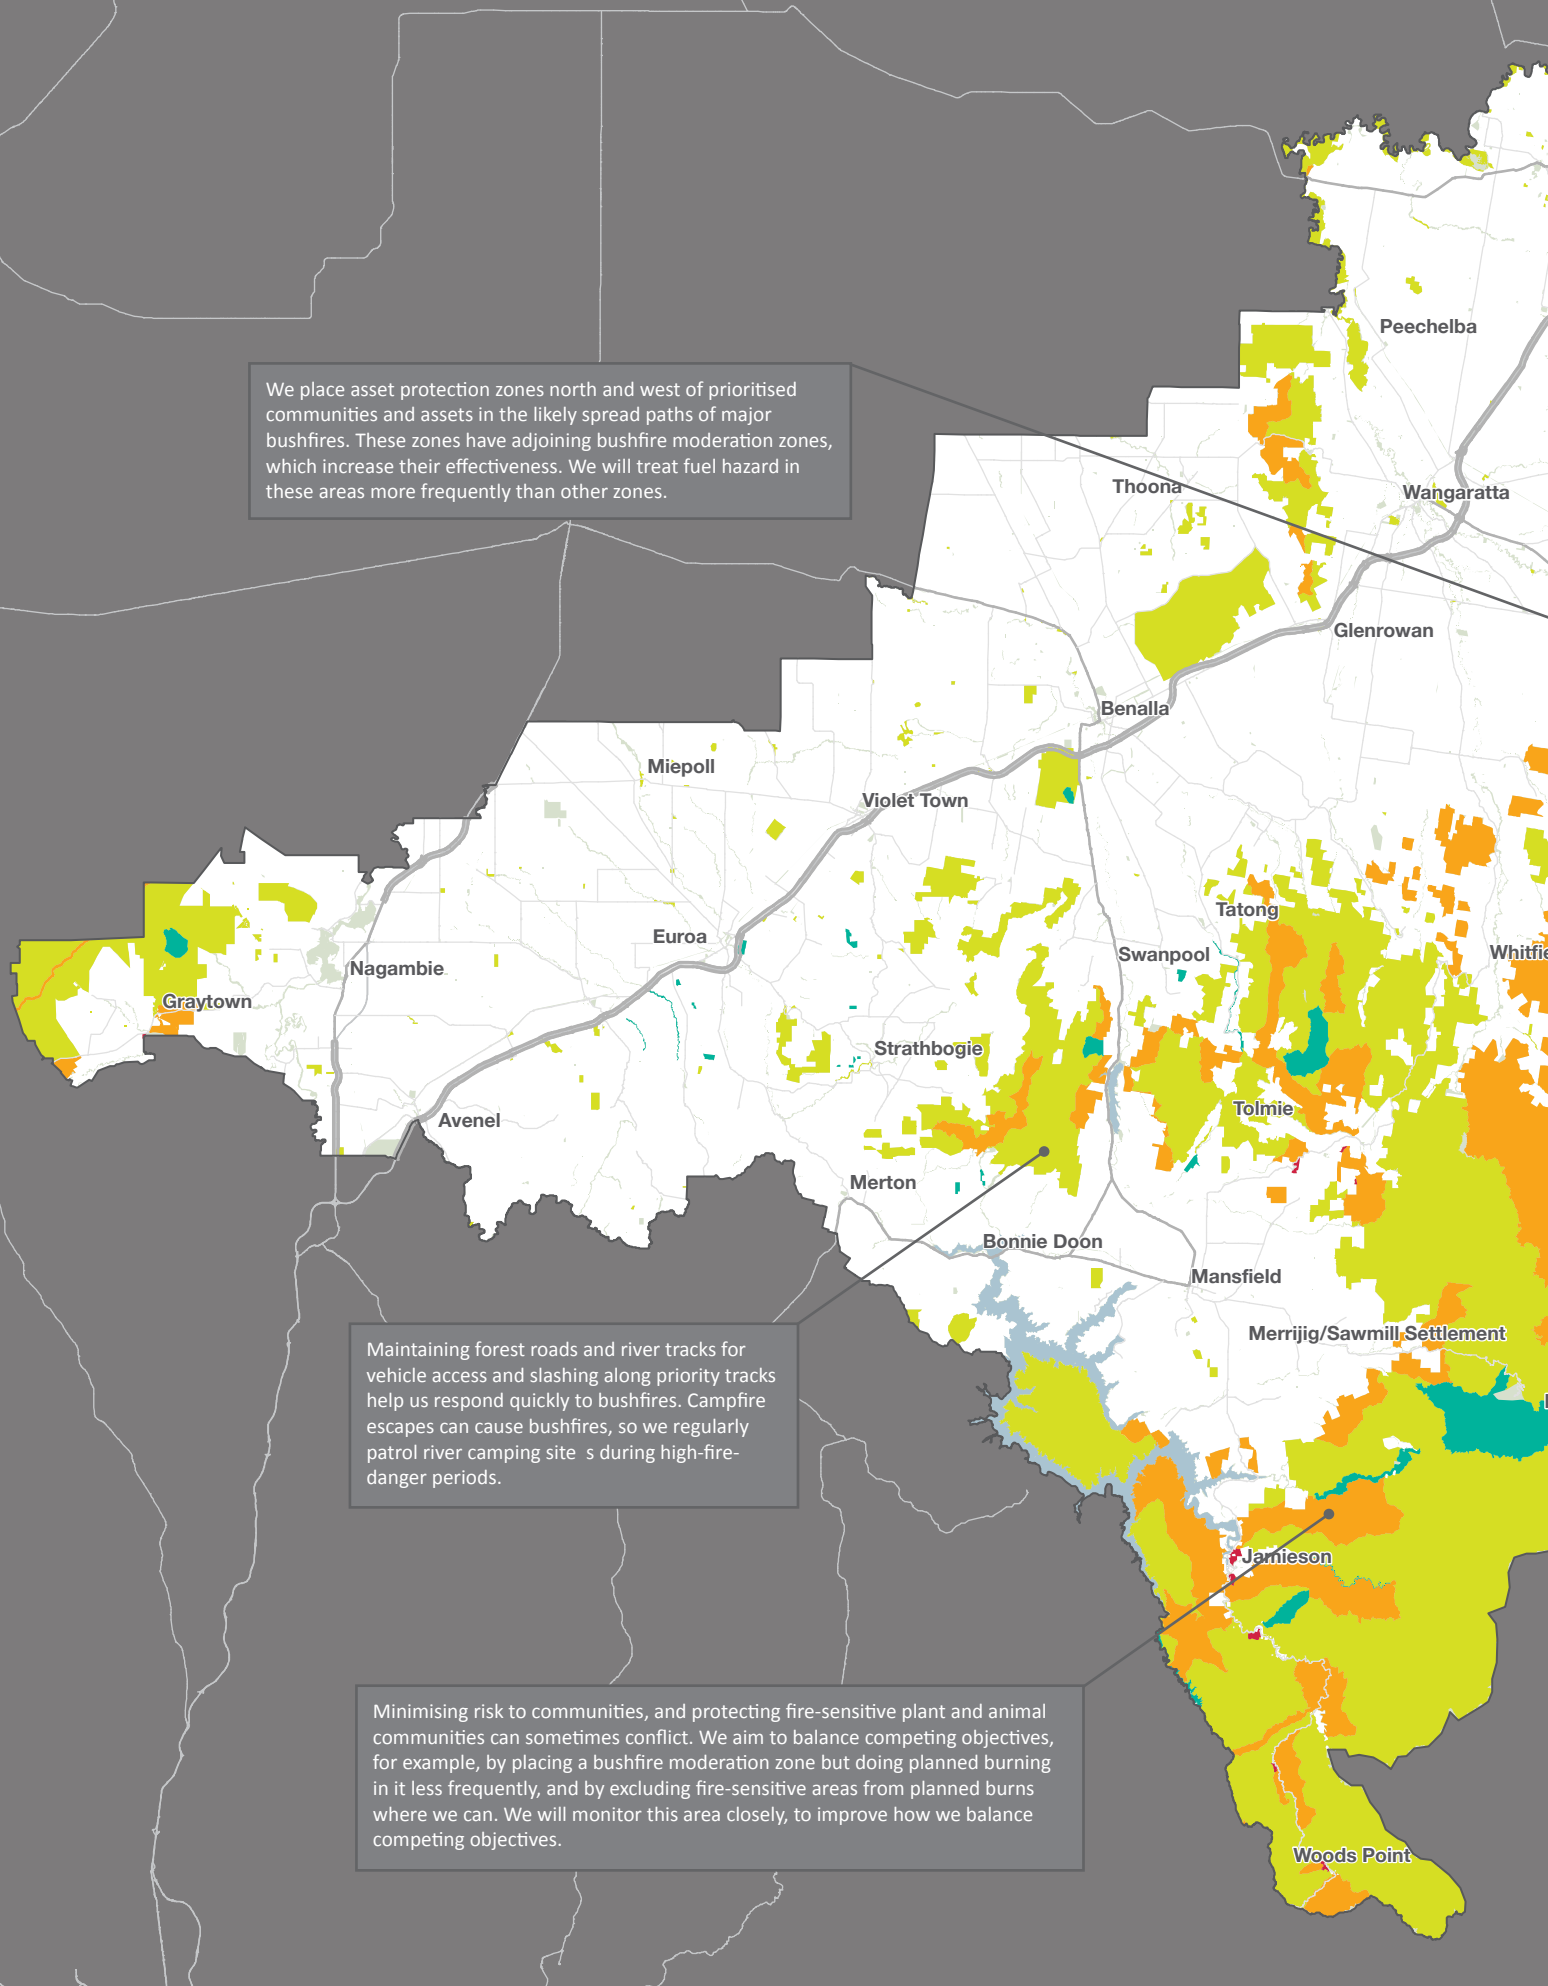 Peechelba
We place asset protection zones north and west of prioritised
communities and assets in the likely spread paths of major
bushfires. These zones have adjoining bushfire moderation zones,
which increase their effectiveness. We will treat fuel hazard in
these areas more frequently than other zones.
Thoona
Wangaratta
Glenrowan
Benalla
Miepoll
Violet Town
Tatong
Euroa
Swanpool
Whitfie
Nagambie
Graytown
Strathbogie
Tolmie
Avenel
Merton
Bonnie Doon
Mansfield
Merrijig/Sawmill Settlement
Maintaining forest roads and river tracks for
vehicle access and slashing along priority tracks
help us respond quickly to bushfires. Campfire
escapes can cause bushfires, so we regularly
patrol river camping site s during high-fire-
danger periods.
Jamieson
Minimising risk to communities, and protecting fire-sensitive plant and animal
communities can sometimes conflict. We aim to balance competing objectives,
for example, by placing a bushfire moderation zone but doing planned burning
in it less frequently, and by excluding fire-sensitive areas from planned burns
where we can. We will monitor this area closely, to improve how we balance
competing objectives.
Woods Point